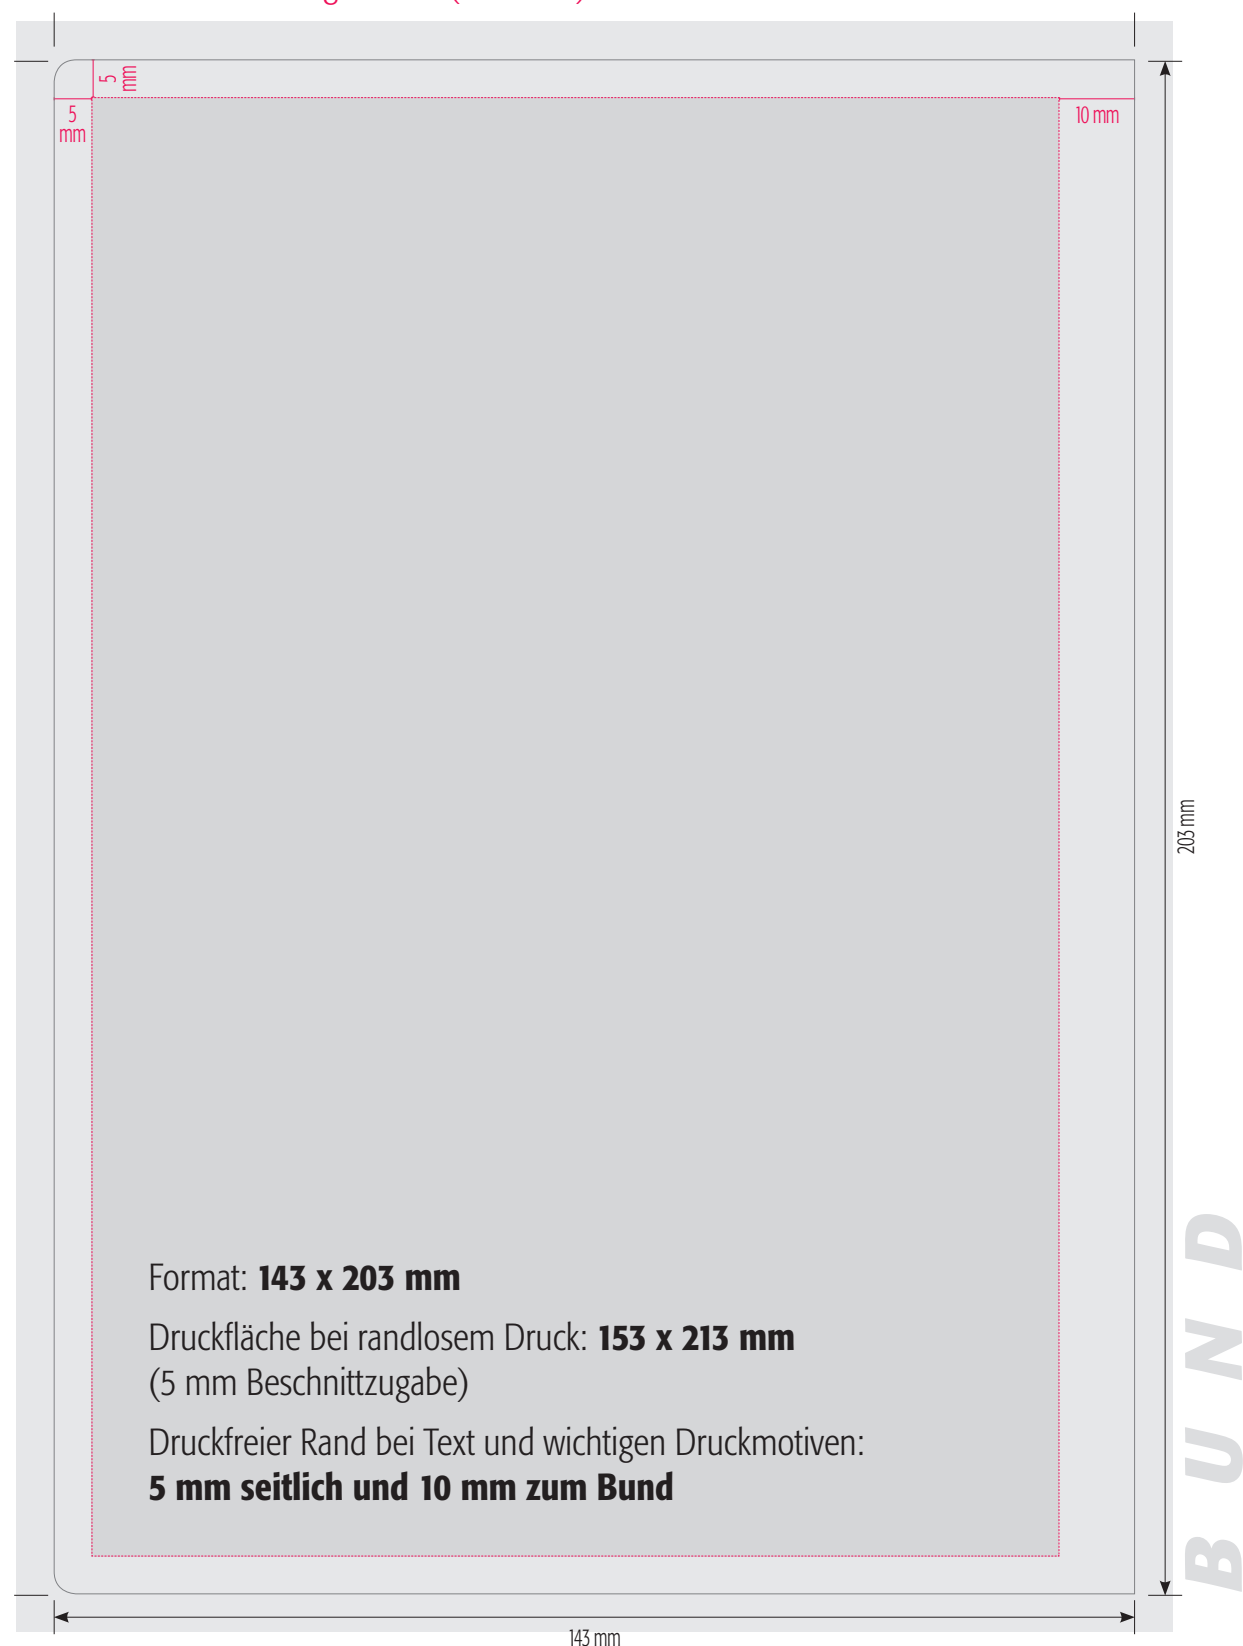 5
mm
5
mm
10 mm
203 mm
Format: 143 x 203 mm
Druckfläche bei randlosem Druck: 153 x 213 mm
(5 mm Beschnittzugabe)
Druckfreier Rand bei Text und wichtigen Druckmotiven:
5 mm seitlich und 10 mm zum Bund
BUND
143 mm